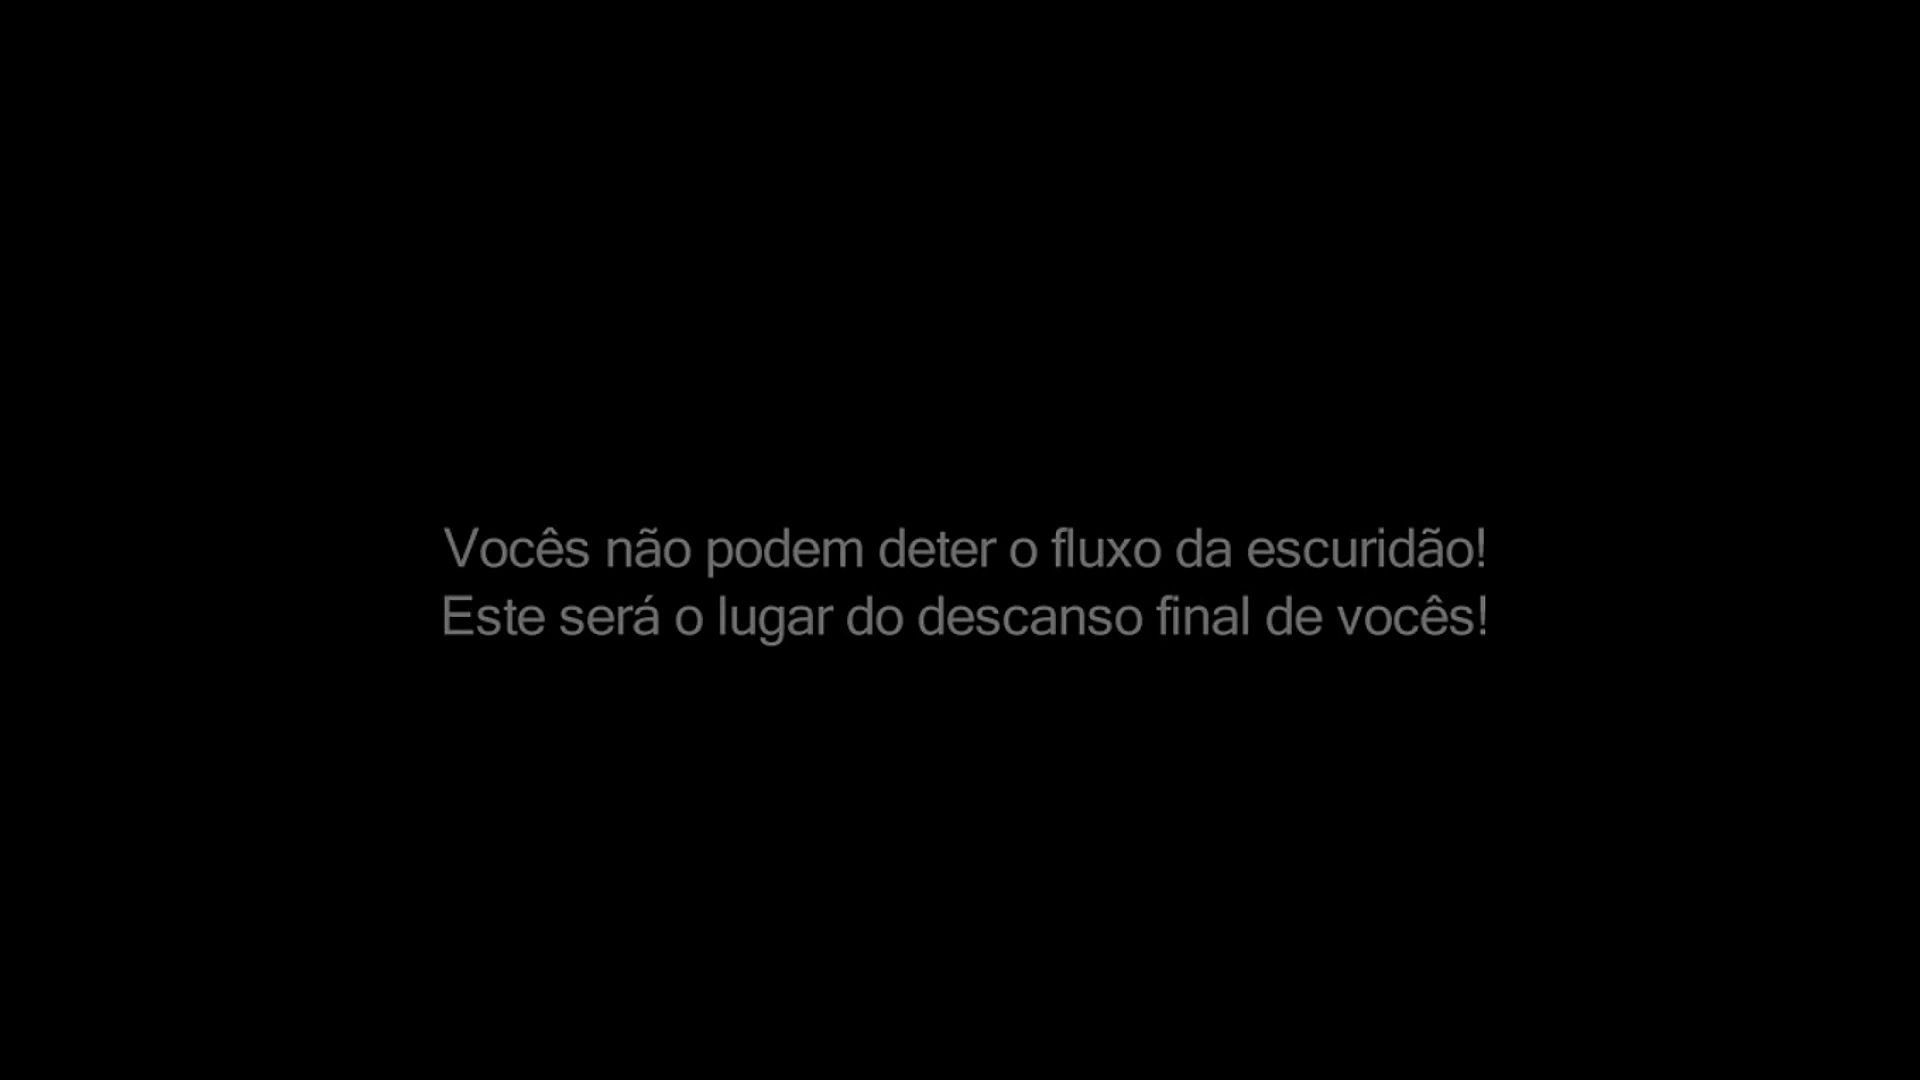 Vocês não podem deter o fluxo da escuridão!
Este será o lugar do descanso final de vocês!